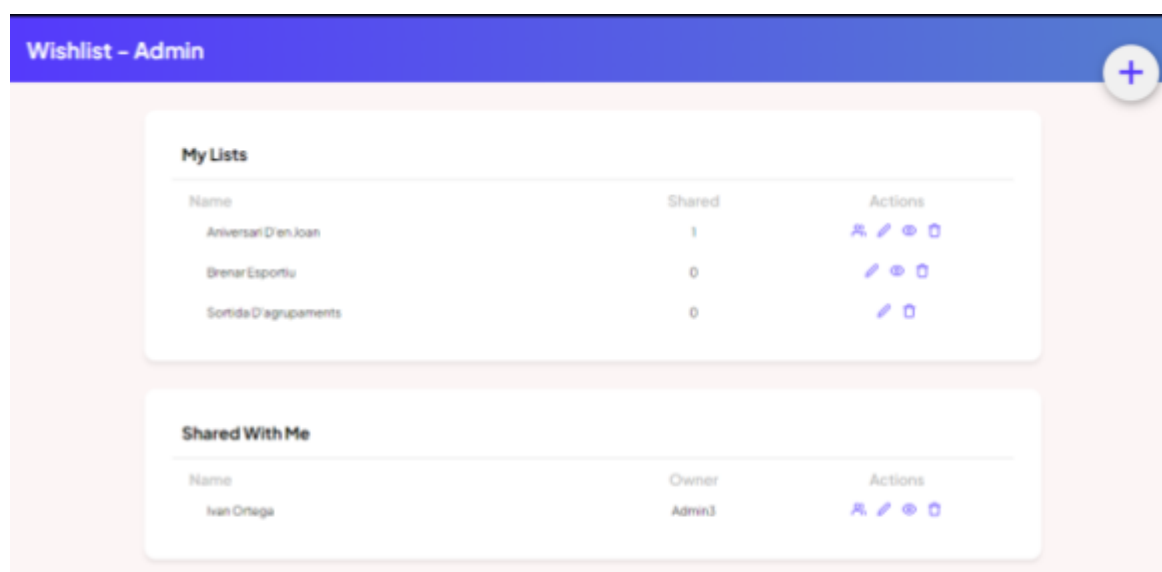 Wishlist – Admin
My Lists
Name Shared Actions
Aniversari D'en Joan 1
Brenar Esportiu 0
Sortida D'agrupaments 0
Shared With Me
Name Owner Actions
Ivan Ortega Admin3